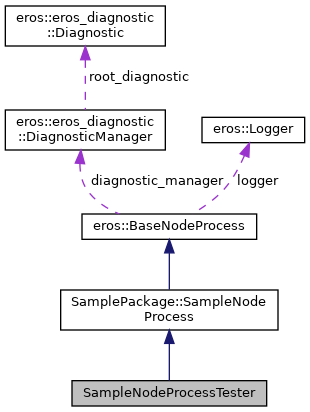 eros::eros_diagnostic
::Diagnostic
root_diagnostic
eros::eros_diagnostic
::DiagnosticManager
eros::Logger
diagnostic_manager
logger
eros::BaseNodeProcess
SamplePackage::SampleNode
Process
SampleNodeProcessTester